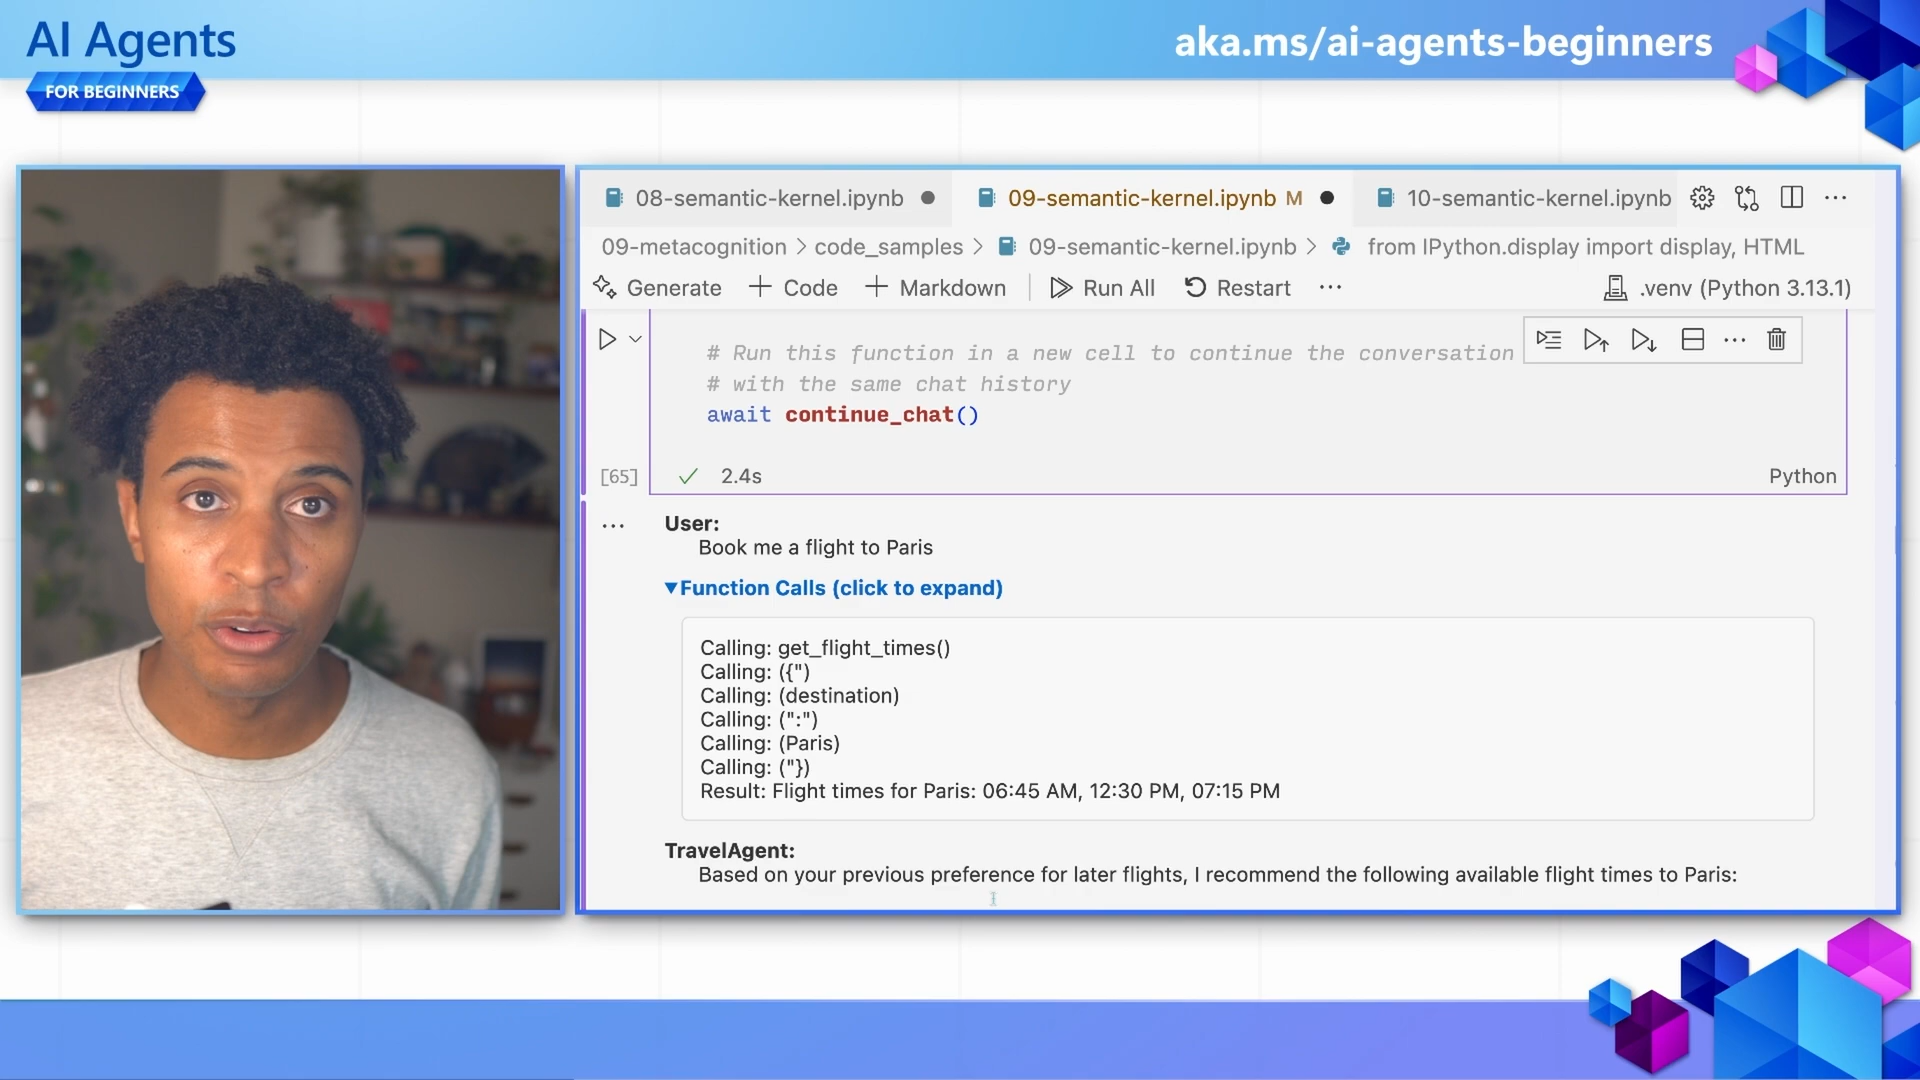 AI Agents
FOR BEGINNERS
aka.ms/ai-agents-beginners
08-semantic-kernel.ipynb
09-semantic-kernel.ipynb M
10-semantic-kernel.ipynb
09-metacognition > code_samples > 09-semantic-kernel.ipynb > from IPython.display import display, HTML
Generate + Code + Markdown Run All Restart ...
.venv (Python 3.13.1)
# Run this function in a new cell to continue the conversation
# with the same chat history
await continue_chat()
[65] ✓ 2.4s
Python
User:
Book me a flight to Paris
▼Function Calls (click to expand)
Calling: get_flight_times()
Calling: ({")
Calling: (destination)
Calling: (":")
Calling: (Paris)
Calling: ("})
Result: Flight times for Paris: 06:45 AM, 12:30 PM, 07:15 PM
TravelAgent:
Based on your previous preference for later flights, I recommend the following available flight times to Paris: